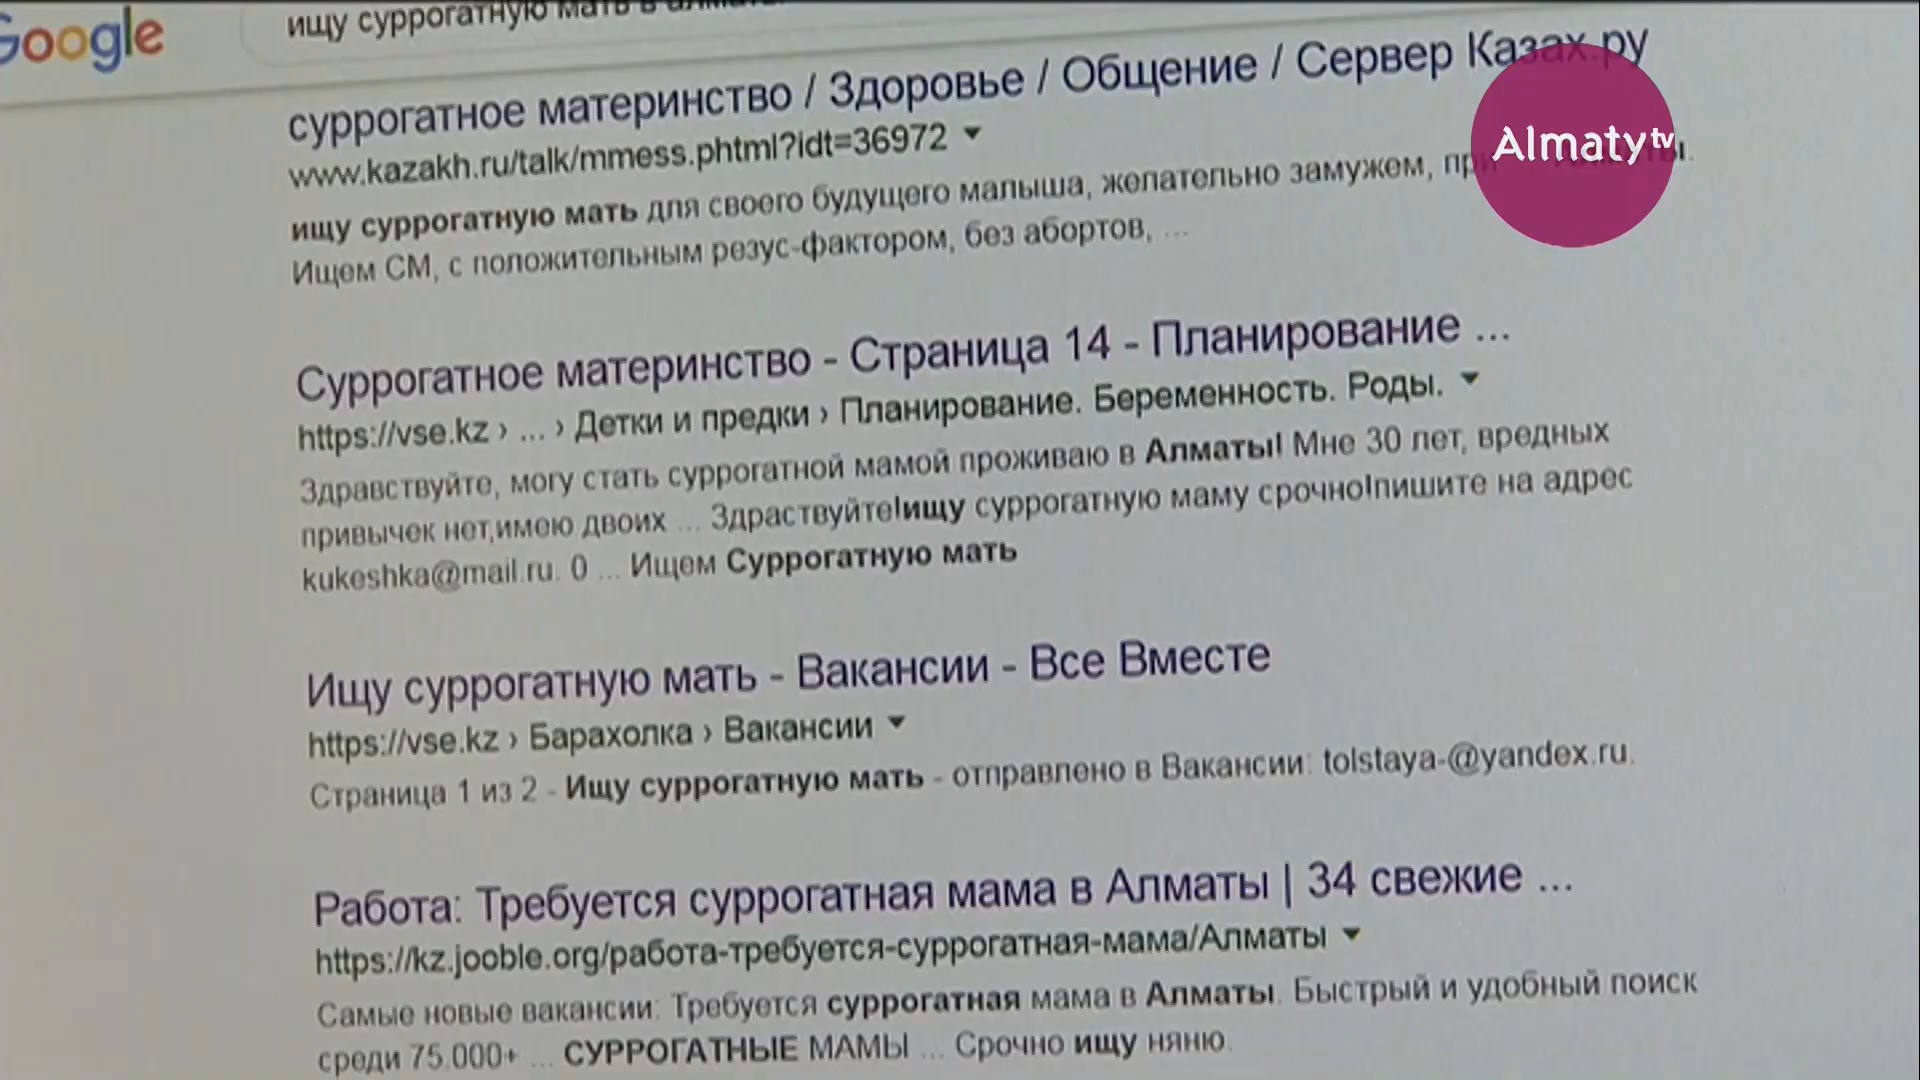 Google
ищу суррогатную мать в алматы
суррогатное материнство / Здоровье / Общение / Сервер Казах.ру
www.kazakh.ru/talk/mmess.phtml?idt=36972
Almaty tv
ищу суррогатную мать для своего будущего малыша, желательно замужем,
Ищем СМ, с положительным резус-фактором, без абортов, ...
Суррогатное материнство - Страница 14 - Планирование ...
https://vse.kz › ... › Детки и предки › Планирование. Беременность. Роды.
Здравствуйте, могу стать суррогатной мамой проживаю в Алматы! Мне 30 лет, вредных
привычек нет,имею двоих ... Здраствуйте!ищу суррогатную маму срочно!пишите на адрес
kukeshka@mail.ru. 0 ... Ищем Суррогатную мать
Ищу суррогатную мать - Вакансии - Все Вместе
https://vse.kz › Барахолка › Вакансии
Страница 1 из 2 - Ищу суррогатную мать - отправлено в Вакансии: tolstaya-@yandex.ru.
Работа: Требуется суррогатная мама в Алматы | 34 свежие ...
https://kz.jooble.org/работа-требуется-суррогатная-мама/Алматы
Самые новые вакансии: Требуется суррогатная мама в Алматы. Быстрый и удобный поиск
среди 75.000+ ... СУРРОГАТНЫЕ МАМЫ ... Срочно ищу няню.